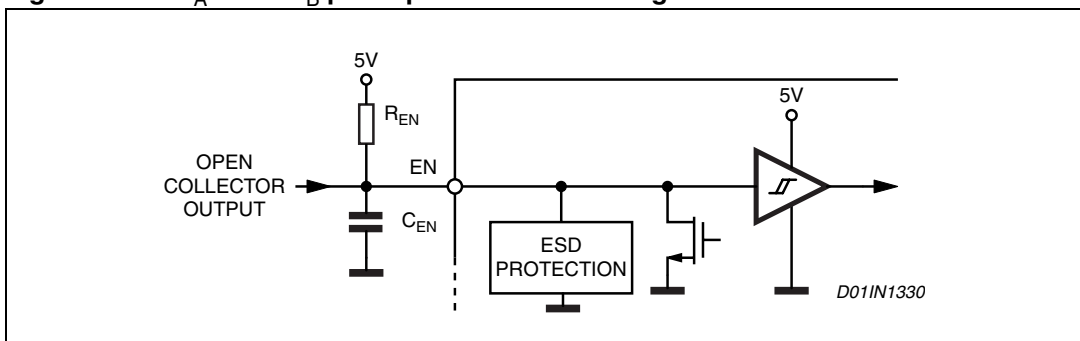 5V
R_EN
EN
OPEN
COLLECTOR
OUTPUT
C_EN
ESD
PROTECTION
5V
D01IN1330